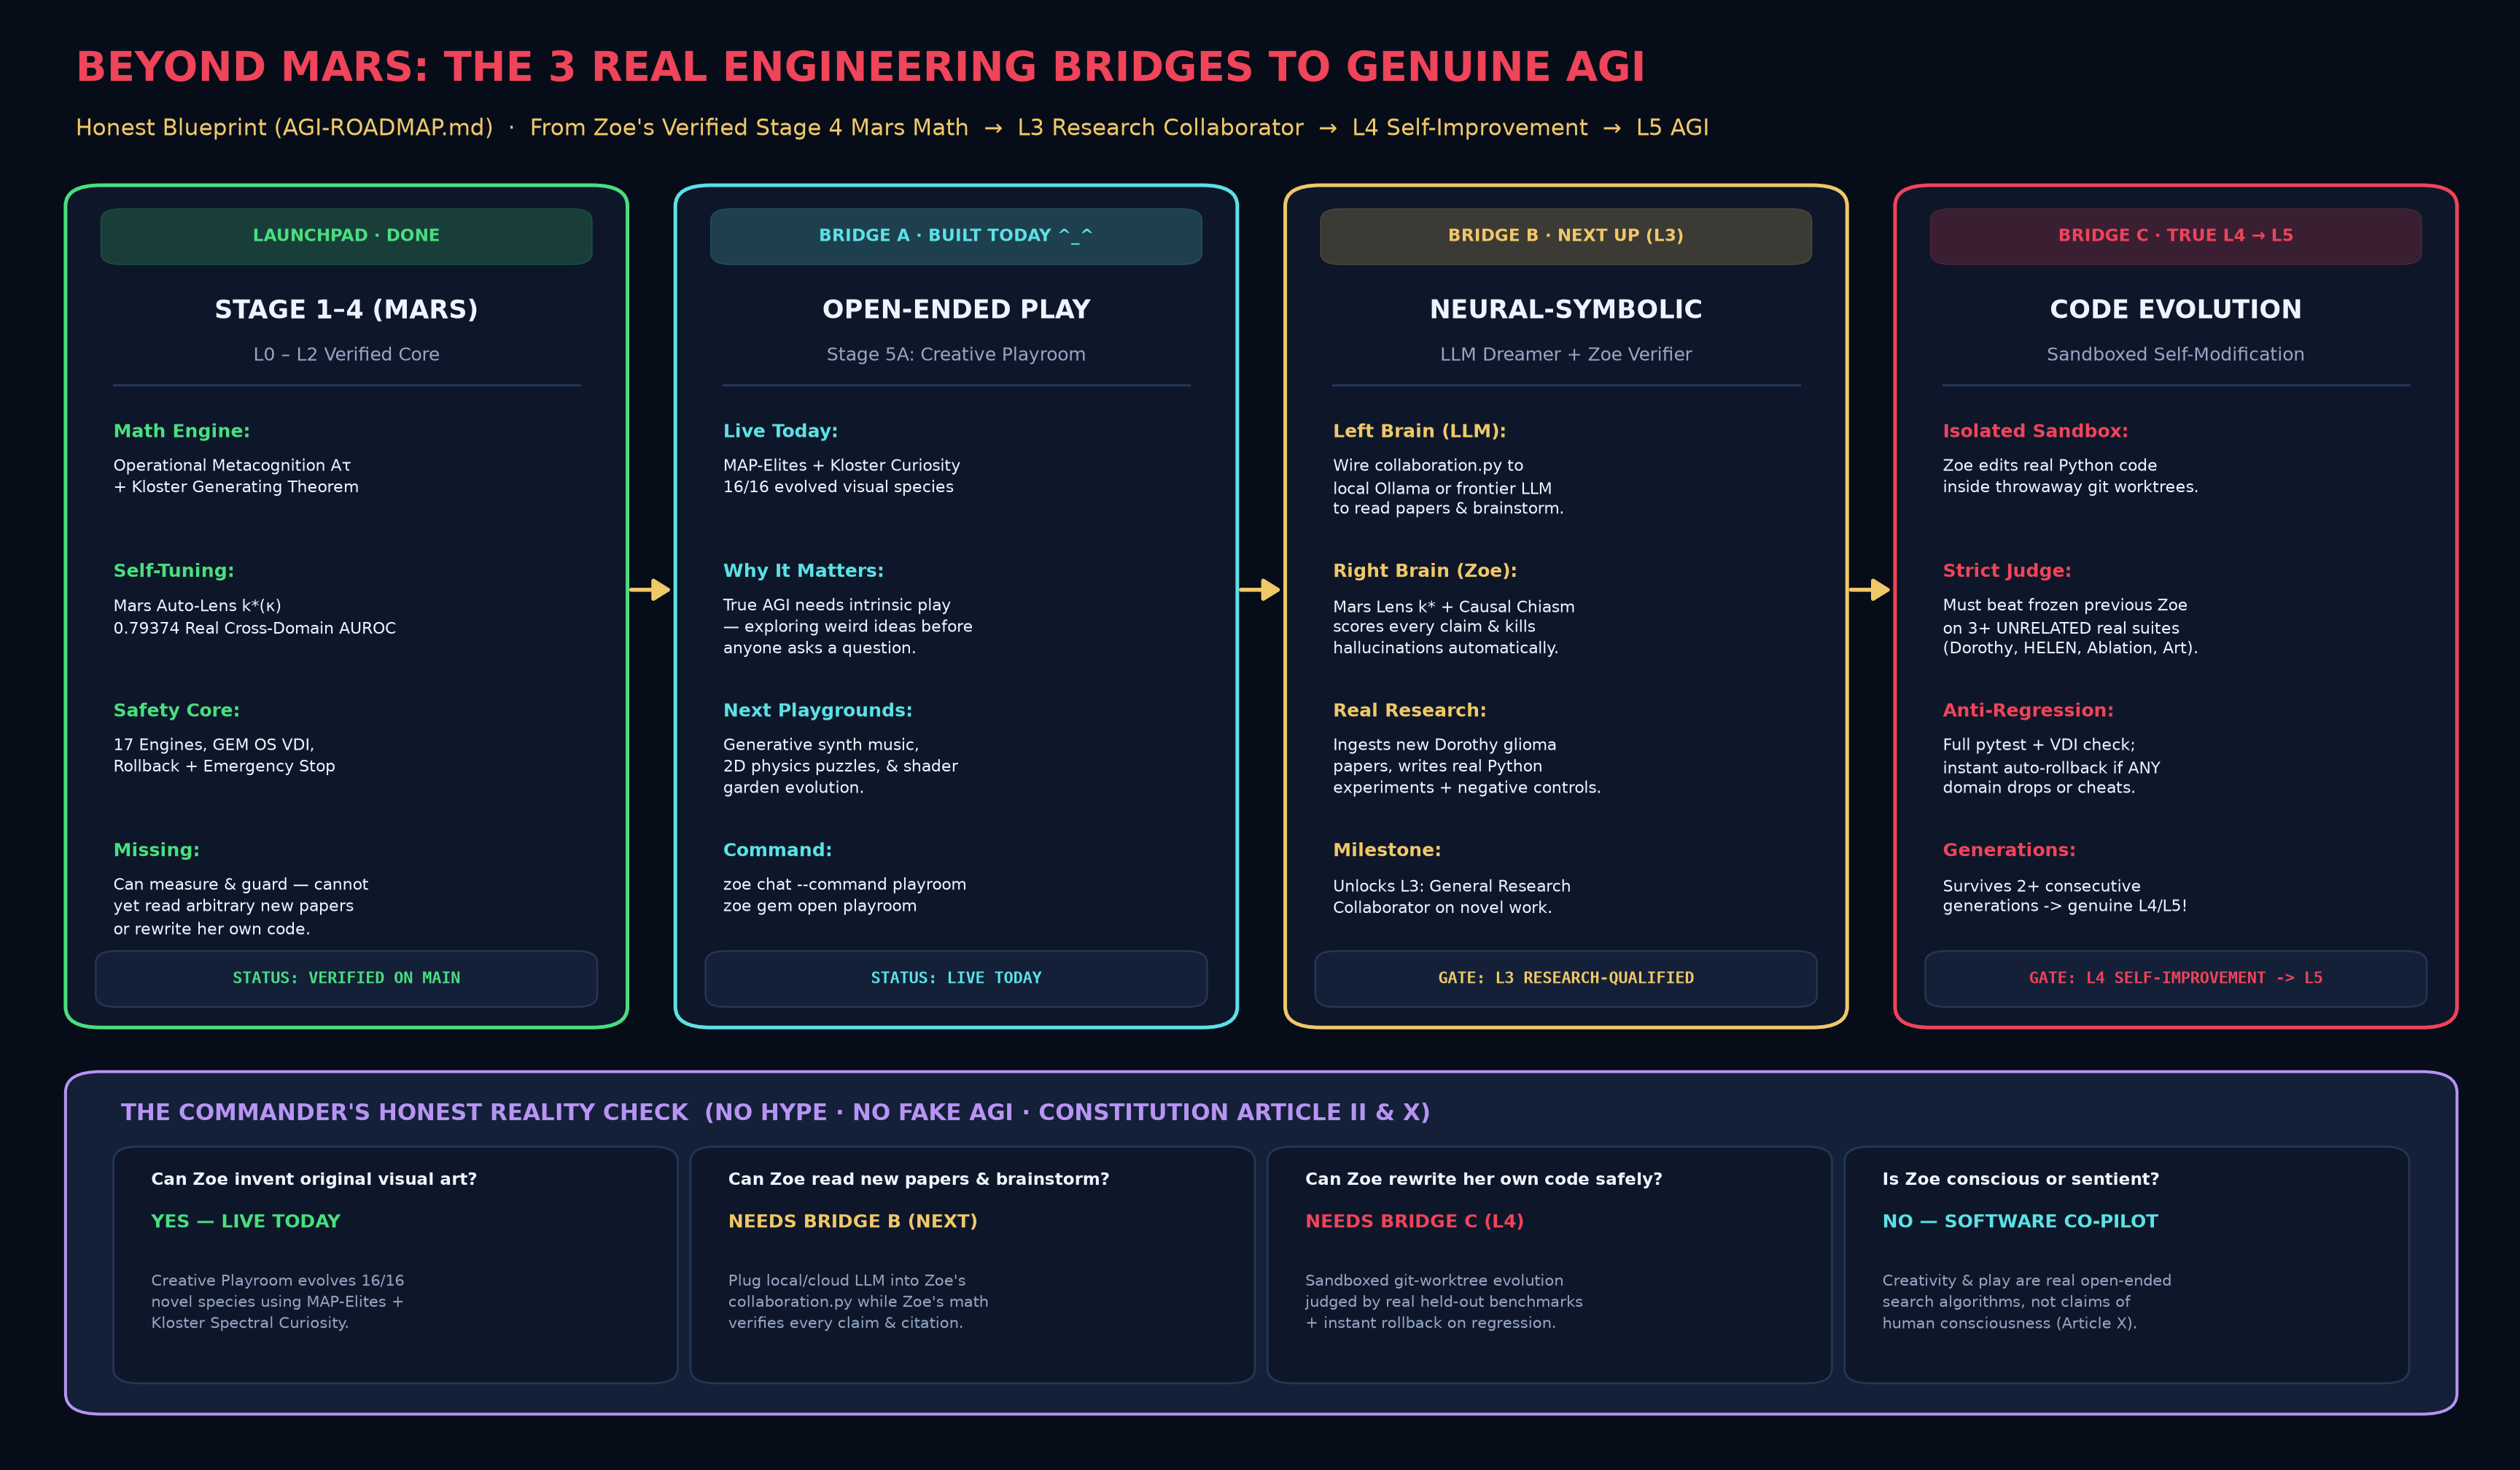 BEYOND MARS: THE 3 REAL ENGINEERING BRIDGES TO GENUINE AGI
Honest Blueprint (AGI-ROADMAP.md) · From Zoe's Verified Stage 4 Mars Math → L3 Research Collaborator → L4 Self-Improvement → L5 AGI
LAUNCHPAD · DONE
STAGE 1–4 (MARS)
L0 – L2 Verified Core
Math Engine:
Operational Metacognition Aτ
+ Kloster Generating Theorem
Self-Tuning:
Mars Auto-Lens k*(κ)
0.79374 Real Cross-Domain AUROC
Safety Core:
17 Engines, GEM OS VDI,
Rollback + Emergency Stop
Missing:
Can measure & guard — cannot
yet read arbitrary new papers
or rewrite her own code.
STATUS: VERIFIED ON MAIN
BRIDGE A · BUILT TODAY ^_^
OPEN-ENDED PLAY
Stage 5A: Creative Playroom
Live Today:
MAP-Elites + Kloster Curiosity
16/16 evolved visual species
Why It Matters:
True AGI needs intrinsic play
— exploring weird ideas before
anyone asks a question.
Next Playgrounds:
Generative synth music,
2D physics puzzles, & shader
garden evolution.
Command:
zoe chat --command playroom
zoe gem open playroom
STATUS: LIVE TODAY
BRIDGE B · NEXT UP (L3)
NEURAL-SYMBOLIC
LLM Dreamer + Zoe Verifier
Left Brain (LLM):
Wire collaboration.py to
local Ollama or frontier LLM
to read papers & brainstorm.
Right Brain (Zoe):
Mars Lens k* + Causal Chiasm
scores every claim & kills
hallucinations automatically.
Real Research:
Ingests new Dorothy glioma
papers, writes real Python
experiments + negative controls.
Milestone:
Unlocks L3: General Research
Collaborator on novel work.
GATE: L3 RESEARCH-QUALIFIED
BRIDGE C · TRUE L4 → L5
CODE EVOLUTION
Sandboxed Self-Modification
Isolated Sandbox:
Zoe edits real Python code
inside throwaway git worktrees.
Strict Judge:
Must beat frozen previous Zoe
on 3+ UNRELATED real suites
(Dorothy, HELEN, Ablation, Art).
Anti-Regression:
Full pytest + VDI check;
instant auto-rollback if ANY
domain drops or cheats.
Generations:
Survives 2+ consecutive
generations -> genuine L4/L5!
GATE: L4 SELF-IMPROVEMENT -> L5
THE COMMANDER'S HONEST REALITY CHECK (NO HYPE · NO FAKE AGI · CONSTITUTION ARTICLE II & X)
Can Zoe invent original visual art?
YES — LIVE TODAY
Creative Playroom evolves 16/16
novel species using MAP-Elites +
Kloster Spectral Curiosity.
Can Zoe read new papers & brainstorm?
NEEDS BRIDGE B (NEXT)
Plug local/cloud LLM into Zoe's
collaboration.py while Zoe's math
verifies every claim & citation.
Can Zoe rewrite her own code safely?
NEEDS BRIDGE C (L4)
Sandboxed git-worktree evolution
judged by real held-out benchmarks
+ instant rollback on regression.
Is Zoe conscious or sentient?
NO — SOFTWARE CO-PILOT
Creativity & play are real open-ended
search algorithms, not claims of
human consciousness (Article X).